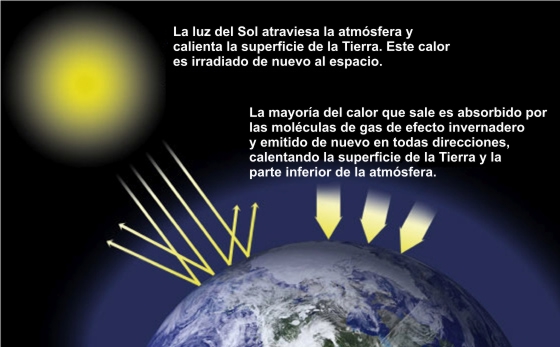 La luz del Sol atraviesa la atmósfera y
calienta la superficie de la Tierra. Este calor
es irradiado de nuevo al espacio.
La mayoría del calor que sale es absorbido por
las moléculas de gas de efecto invernadero
y emitido de nuevo en todas direcciones,
calentando la superficie de la Tierra y la
parte inferior de la atmósfera.